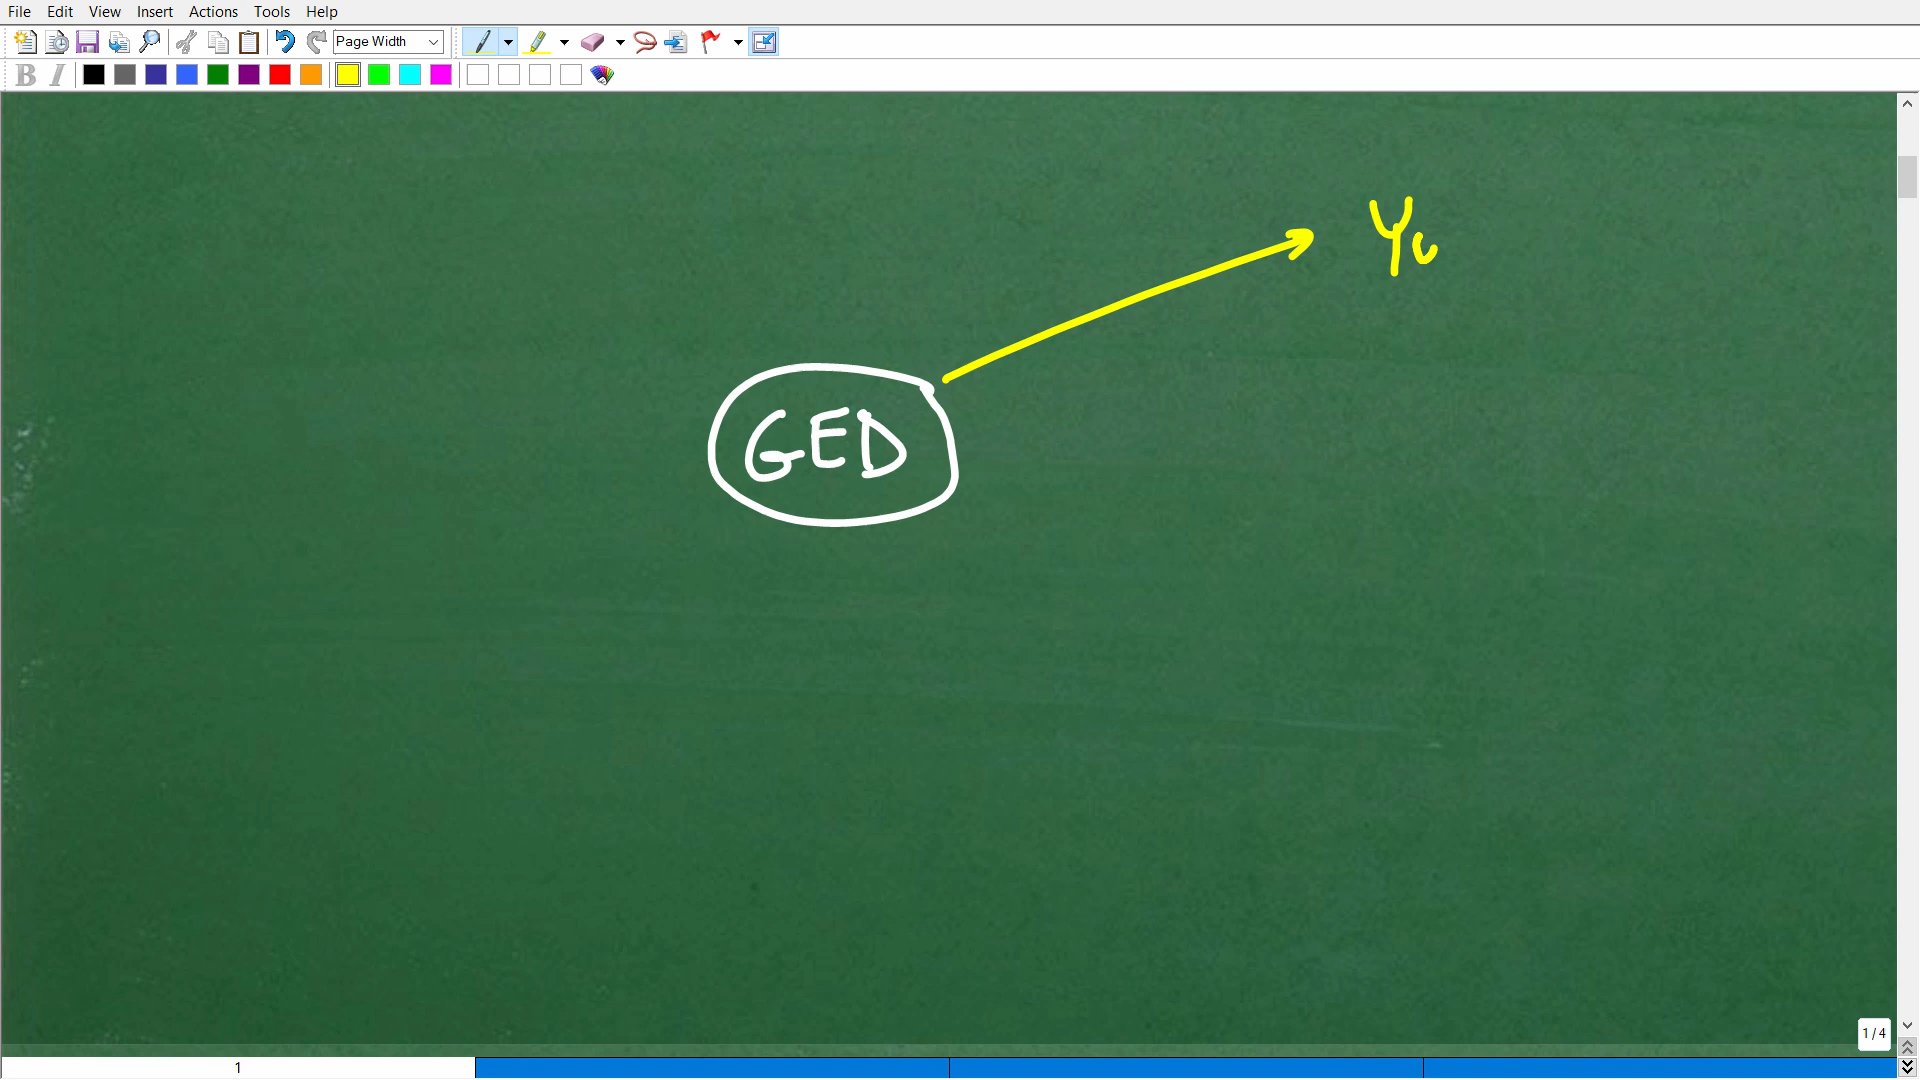 File Edit View Insert Actions Tools Help
Page Width
B I
GED
1 / 4
1